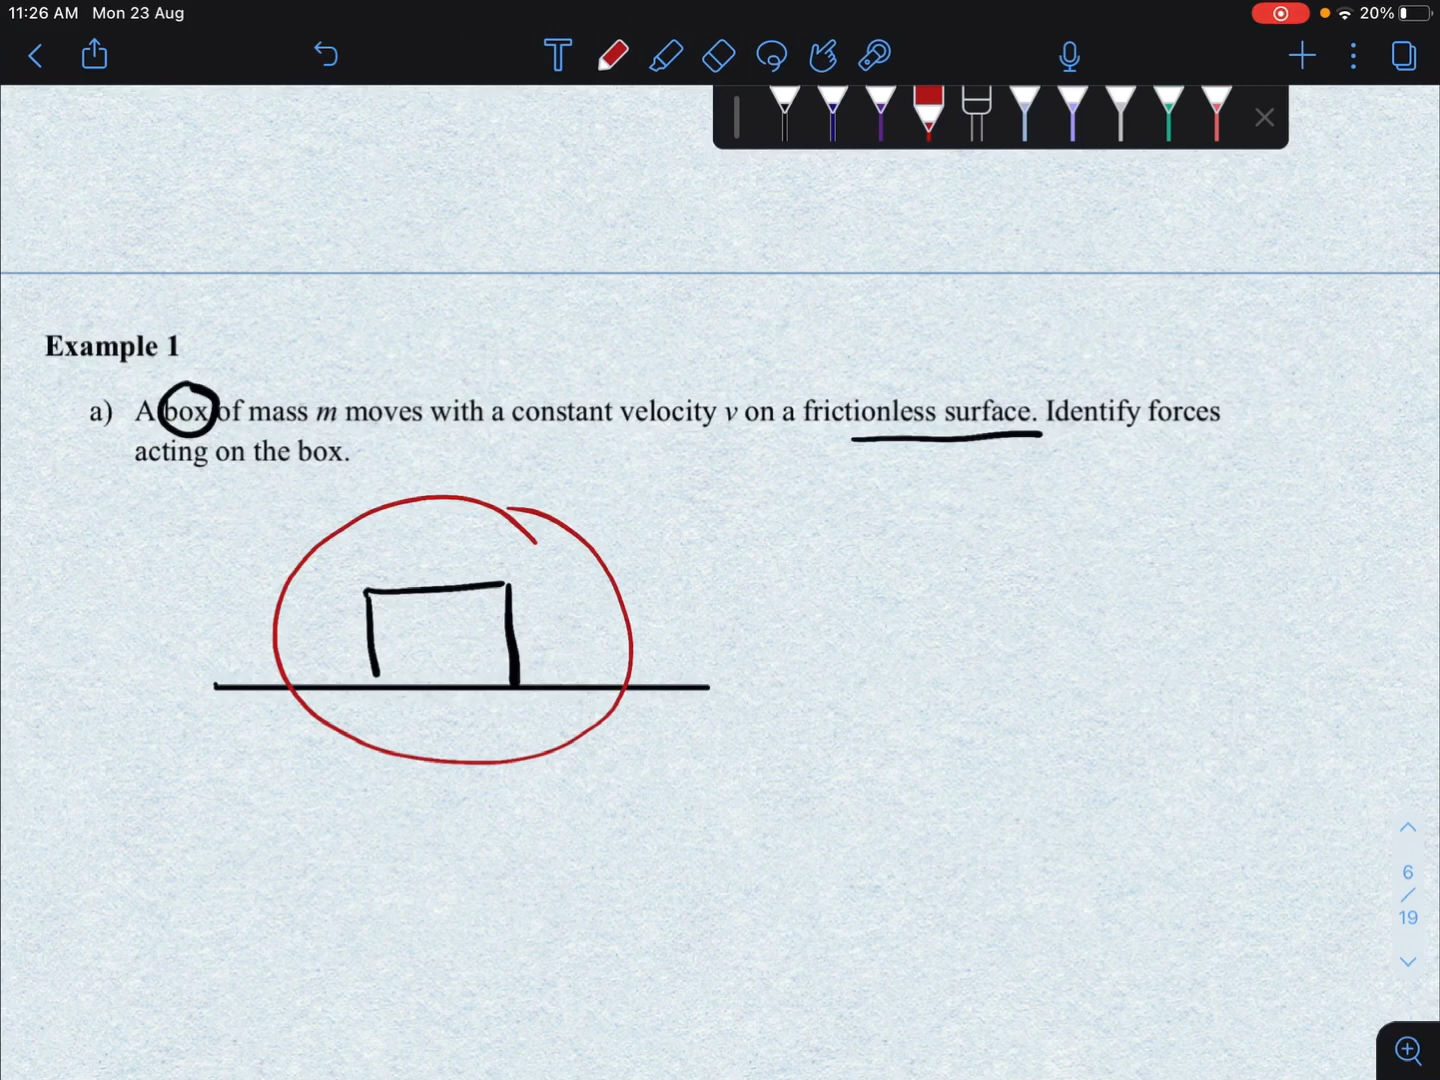 11:26 AM Mon 23 Aug
20%
T
Example 1
a) A box of mass m moves with a constant velocity v on a frictionless surface. Identify forces
acting on the box.
6
/
19